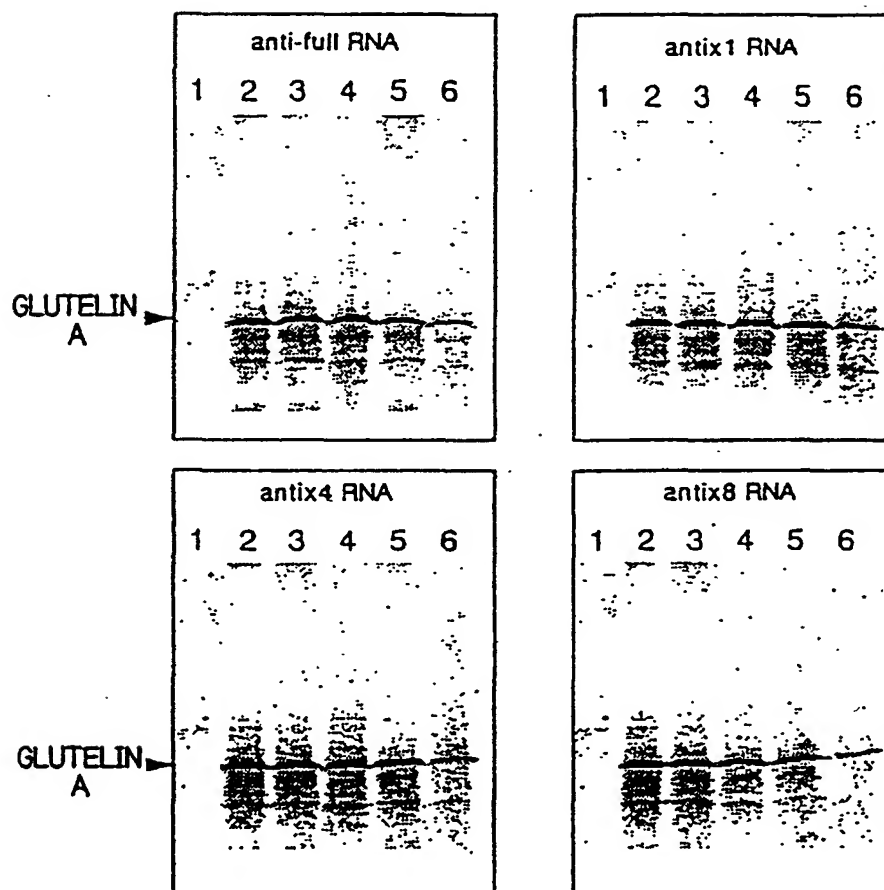 anti-full RNA
1 2 3 4 5 6
antix1 RNA
1 2 3 4 5 6
GLUTELIN
A
antix4 RNA
1 2 3 4 5 6
antix8 RNA
1 2 3 4 5 6
GLUTELIN
A